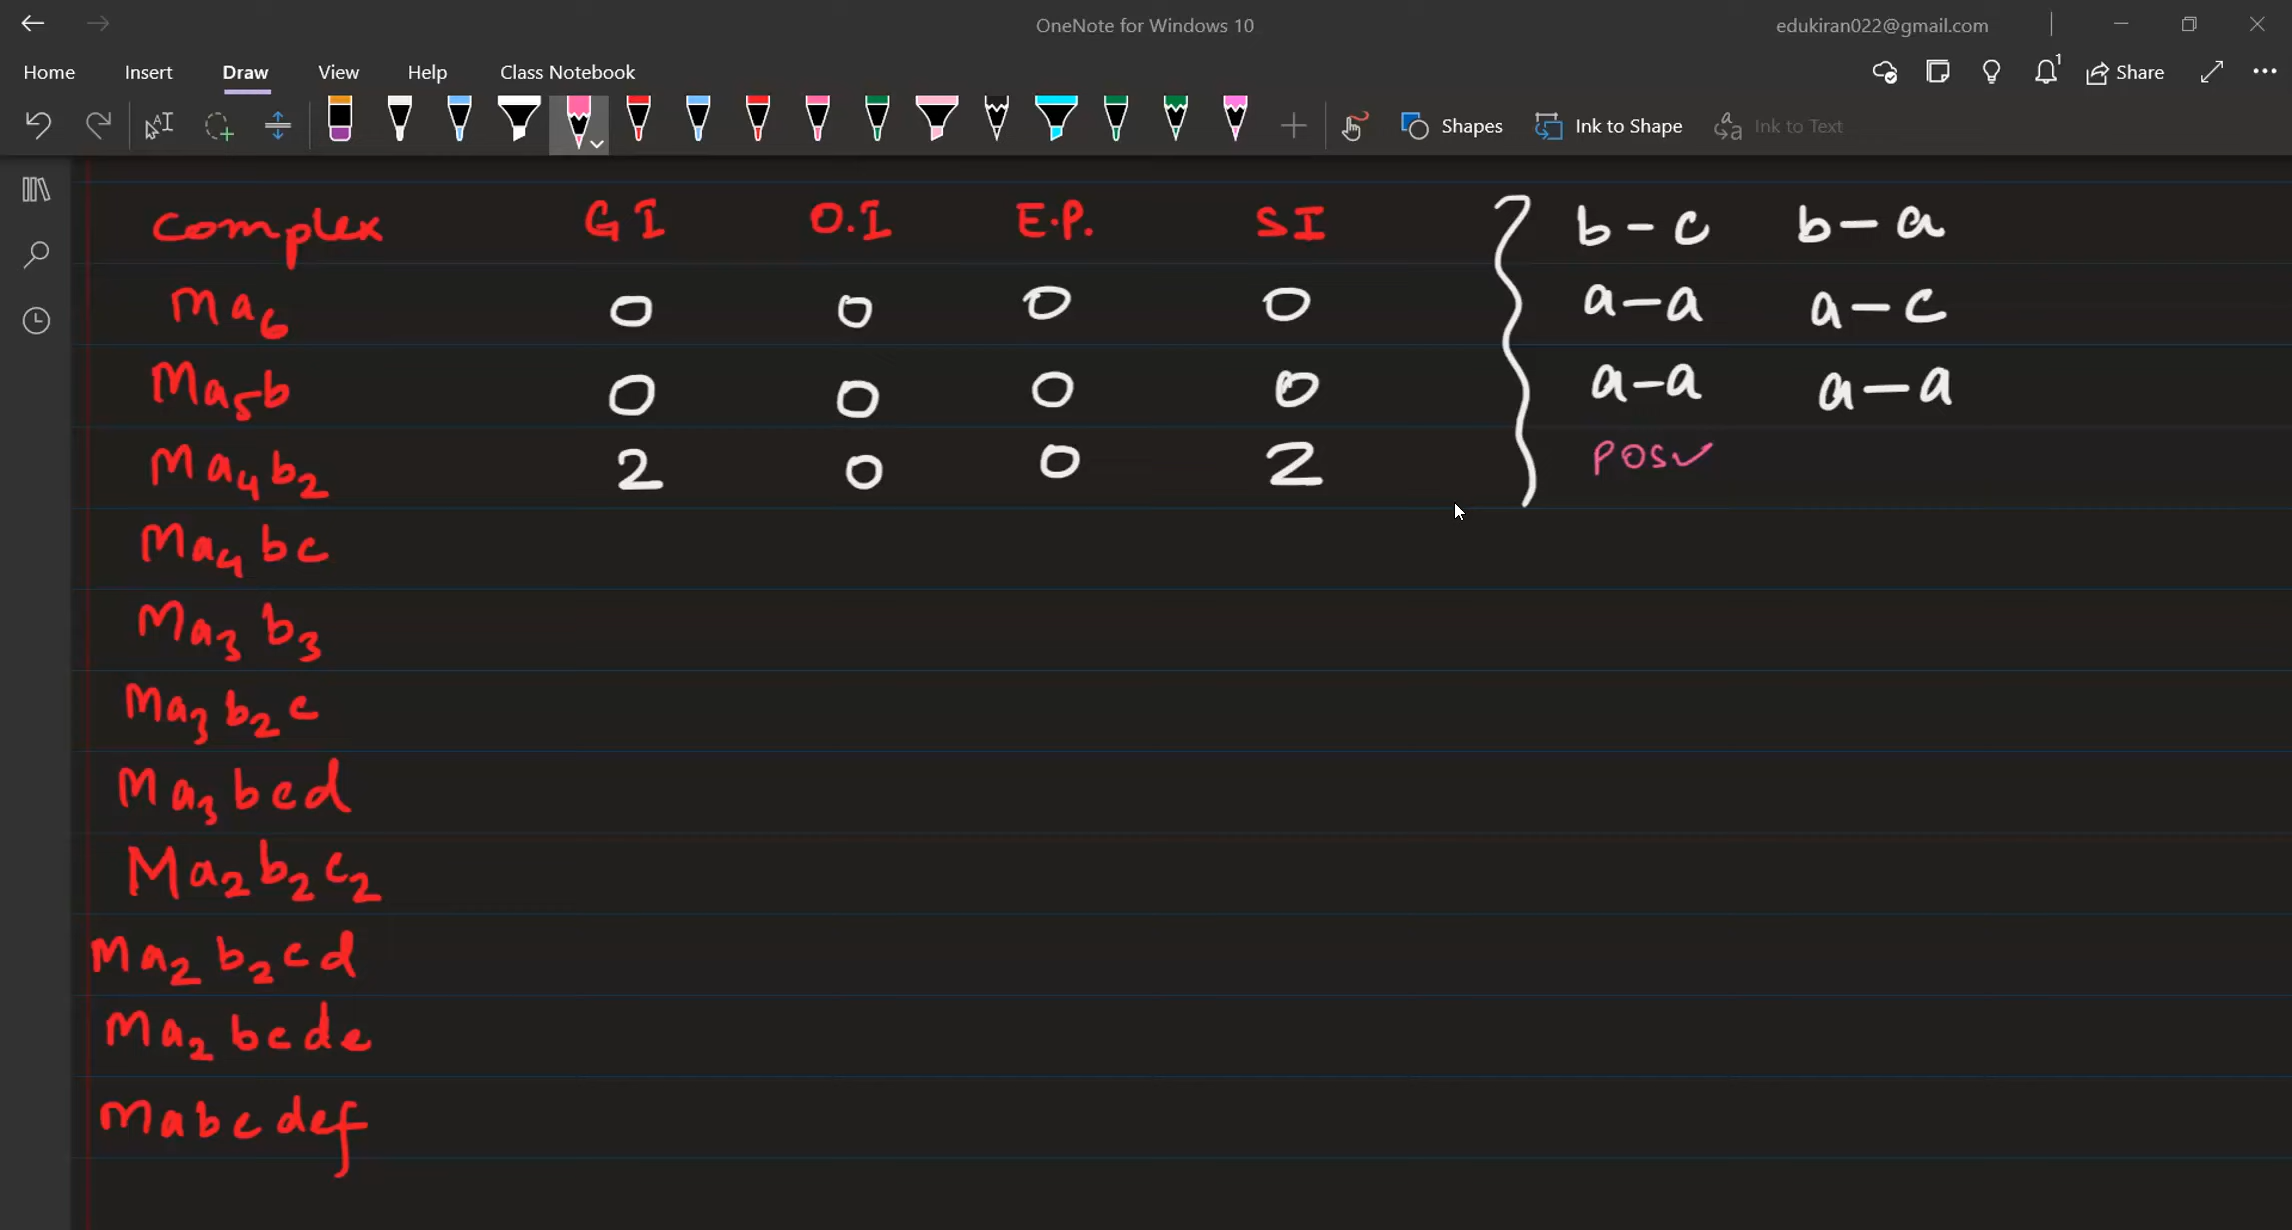 OneNote for Windows 10 edukiran022@gmail.com
Home Insert Draw View Help Class Notebook Share
Shapes Ink to Shape Ink to Text
Complex GI O.I E.P. SI b-c b-a
Ma6 0 0 0 0 a-a a-c
Ma5b 0 0 0 0 a-a a-a
Ma4b2 2 0 0 2 POS✓
Ma4bc
Ma3b3
Ma3b2c
Ma3bcd
Ma2b2c2
Ma2b2cd
Ma2bcde
Mabcdef